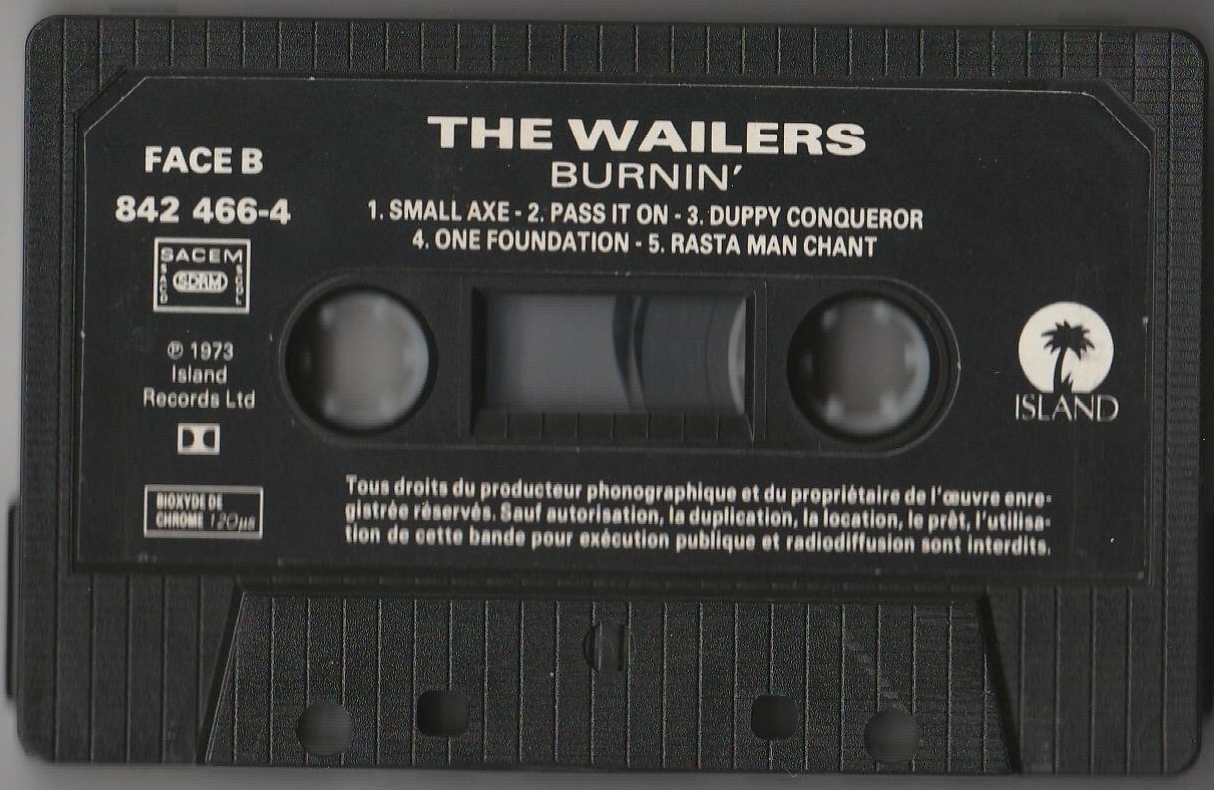 THE WAILERS
BURNIN'
1. SMALL AXE - 2. PASS IT ON - 3. DUPPY CONQUEROR
4. ONE FOUNDATION - 5. RASTA MAN CHANT
FACE B
842 466-4
SACEM
SACD
SDRM
SGDL
℗ 1973
Island
Records Ltd
BIOXYDE DE
CHROME 120µs
ISLAND
Tous droits du producteur phonographique et du propriétaire de l'œuvre enre-
gistrée réservés. Sauf autorisation, la duplication, la location, le prêt, l'utilisa-
tion de cette bande pour exécution publique et radiodiffusion sont interdits.